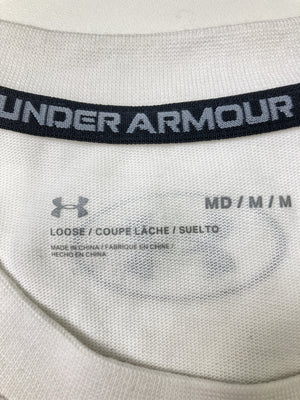 UNDER ARMOUR
MD / M / M
LOOSE / COUPE LÂCHE / SUELTO
MADE IN CHINA / FABRIQUÉ EN CHINE /
HECHO EN CHINA